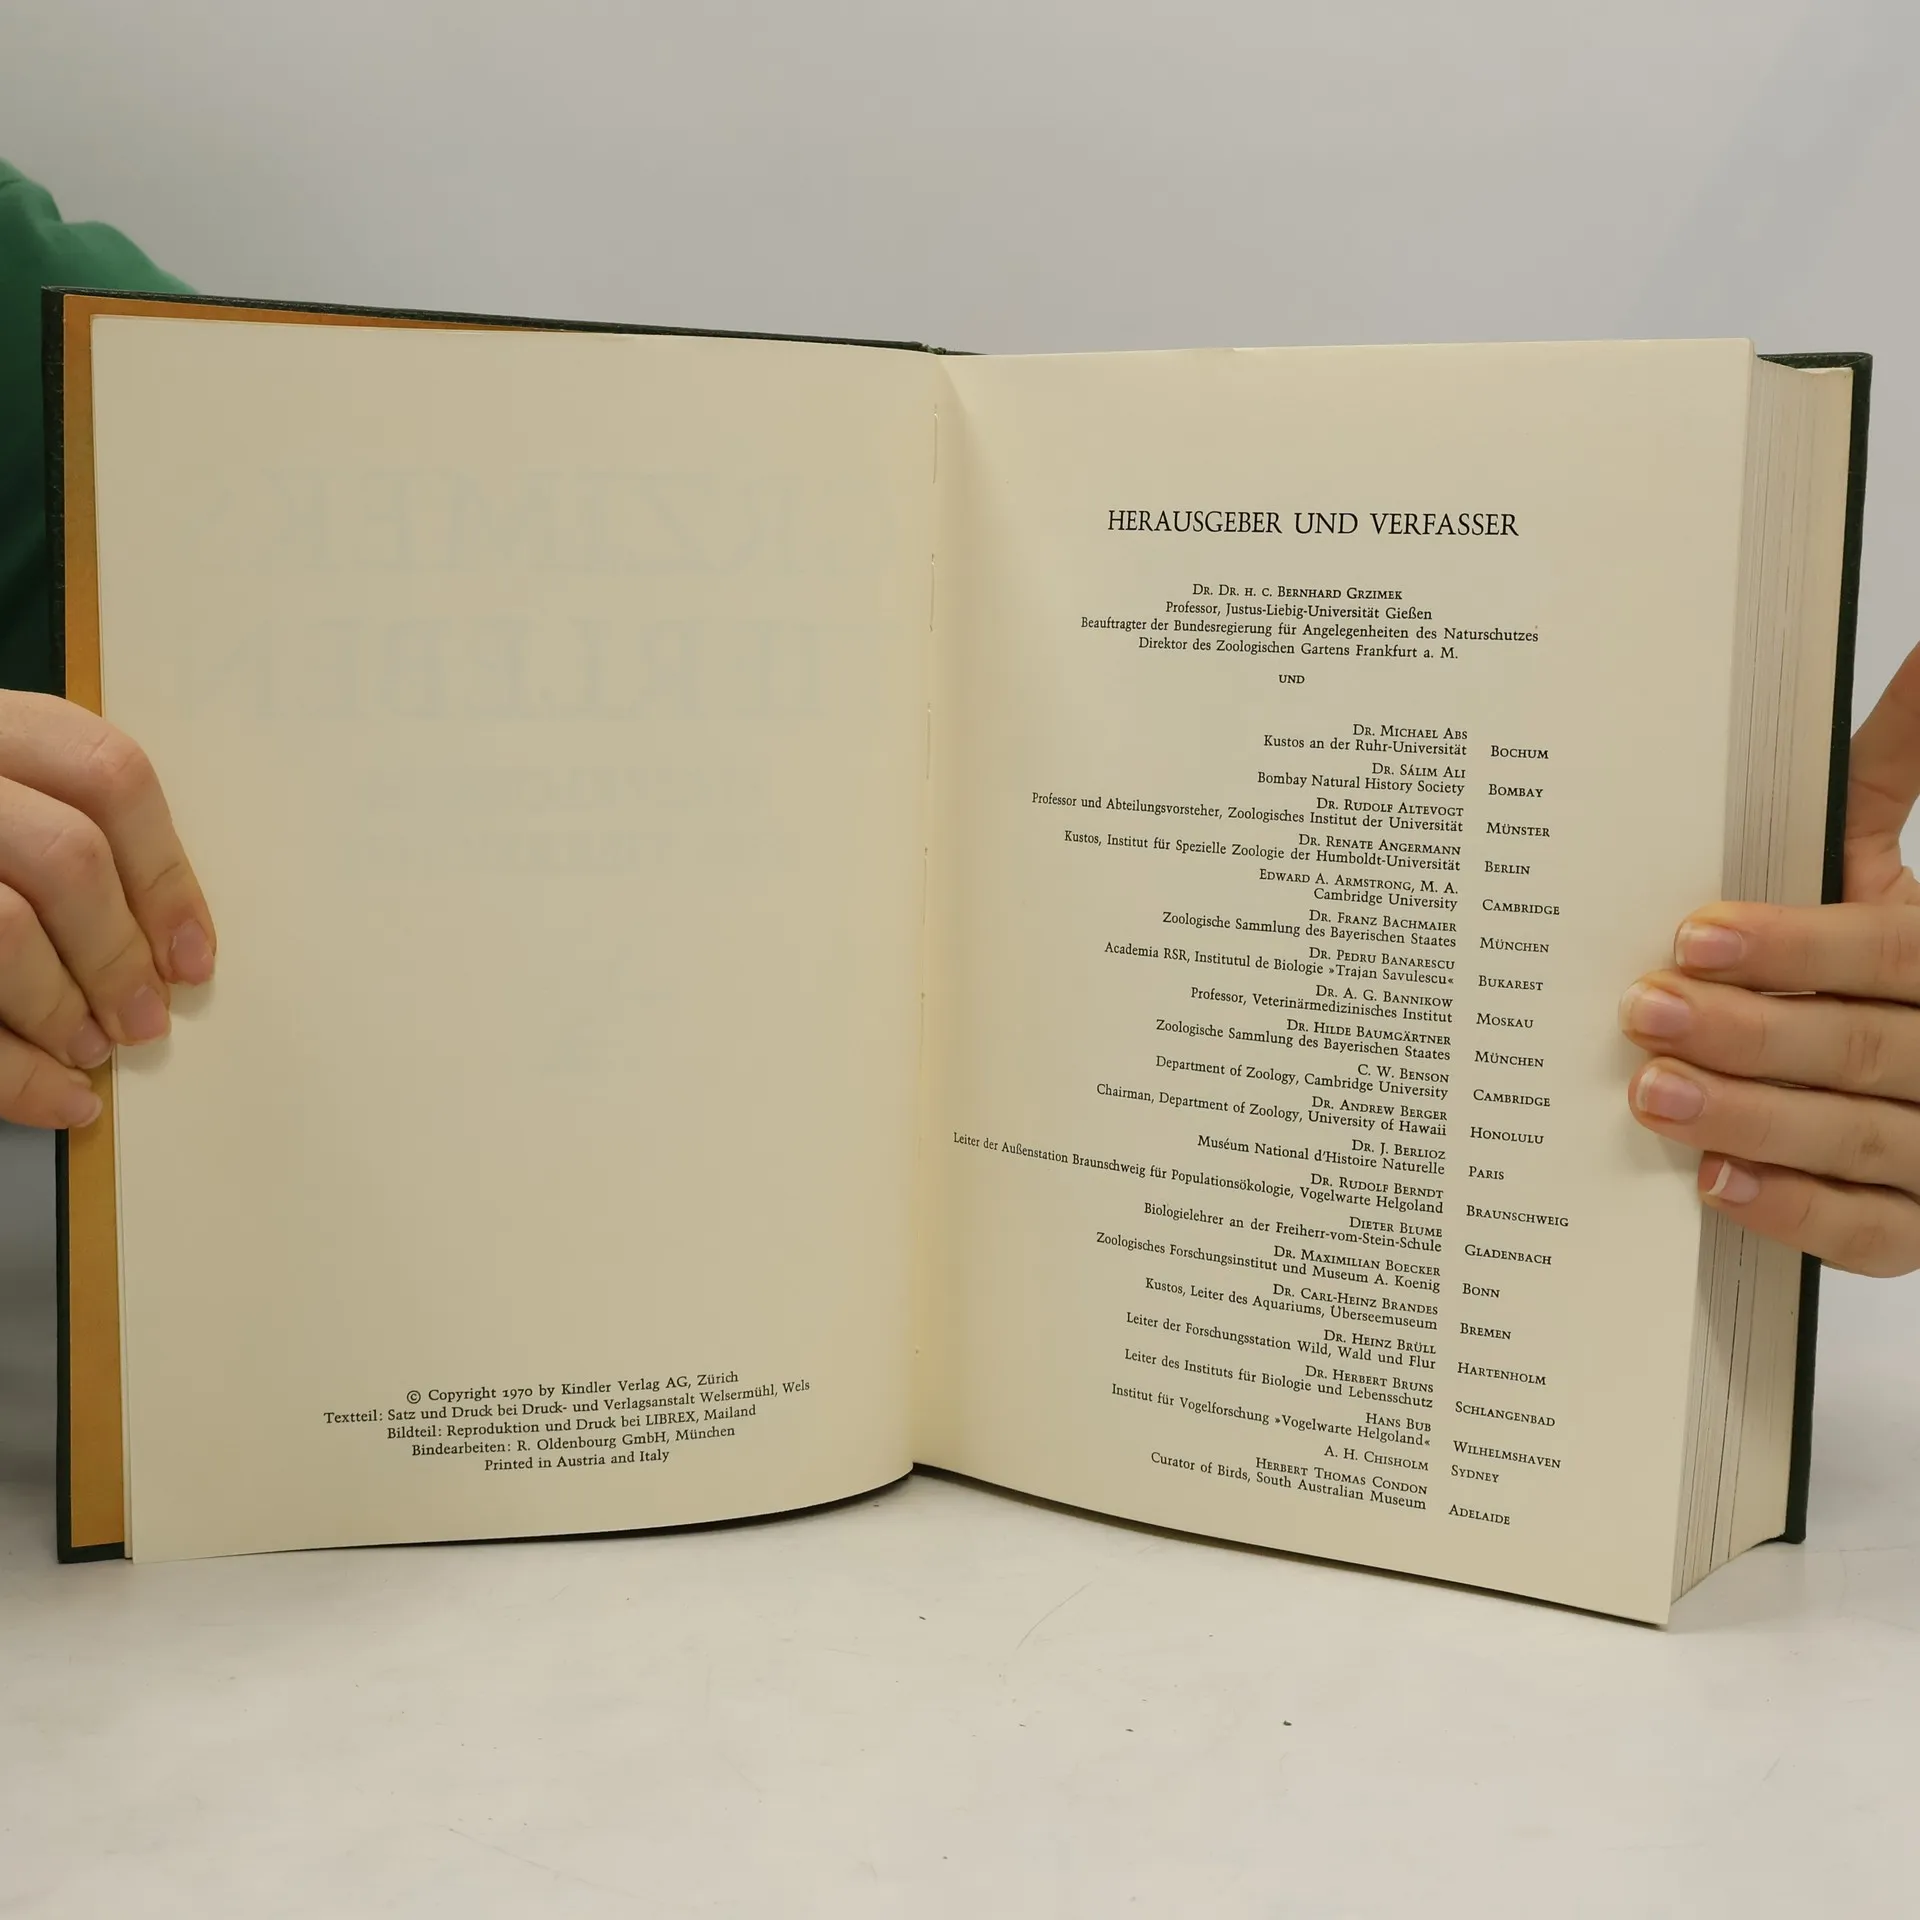 © Copyright 1970 by Kindler Verlag AG, Zürich
Textteil: Satz und Druck bei Druck- und Verlagsanstalt Welsermühl, Wels
Bildteil: Reproduktion und Druck bei LIBREX, Mailand
Bindearbeiten: R. Oldenbourg GmbH, München
Printed in Austria and Italy
HERAUSGEBER UND VERFASSER
DR. DR. H. C. BERNHARD GRZIMEK
Professor, Justus-Liebig-Universität Gießen
Beauftragter der Bundesregierung für Angelegenheiten des Naturschutzes
Direktor des Zoologischen Gartens Frankfurt a. M.
UND
DR. MICHAEL ABS
Kustos an der Ruhr-Universität BOCHUM
DR. SÁLIM ALI
Bombay Natural History Society BOMBAY
DR. RUDOLF ALTEVOGT
Professor und Abteilungsvorsteher, Zoologisches Institut der Universität MÜNSTER
DR. RENATE ANGERMANN
Kustos, Institut für Spezielle Zoologie der Humboldt-Universität BERLIN
EDWARD A. ARMSTRONG, M. A.
Cambridge University CAMBRIDGE
DR. FRANZ BACHMAIER
Zoologische Sammlung des Bayerischen Staates MÜNCHEN
DR. PEDRU BANARESCU
Academia RSR, Institutul de Biologie »Trajan Savulescu« BUKAREST
DR. A. G. BANNIKOW
Professor, Veterinärmedizinisches Institut MOSKAU
DR. HILDE BAUMGÄRTNER
Zoologische Sammlung des Bayerischen Staates MÜNCHEN
C. W. BENSON
Department of Zoology, Cambridge University CAMBRIDGE
DR. ANDREW BERGER
Chairman, Department of Zoology, University of Hawaii HONOLULU
DR. J. BERLIOZ
Muséum National d'Histoire Naturelle PARIS
DR. RUDOLF BERNDT
Leiter der Außenstation Braunschweig für Populationsökologie, Vogelwarte Helgoland BRAUNSCHWEIG
DIETER BLUME
Biologielehrer an der Freiherr-vom-Stein-Schule GLADENBACH
DR. MAXIMILIAN BOECKER
Zoologisches Forschungsinstitut und Museum A. Koenig BONN
DR. CARL-HEINZ BRANDES
Kustos, Leiter des Aquariums, Überseemuseum BREMEN
DR. HEINZ BRÜLL
Leiter der Forschungsstation Wild, Wald und Flur HARTENHOLM
DR. HERBERT BRUNS
Leiter des Instituts für Biologie und Lebensschutz SCHLANGENBAD
HANS BUB
Institut für Vogelforschung »Vogelwarte Helgoland« WILHELMSHAVEN
A. H. CHISHOLM SYDNEY
HERBERT THOMAS CONDON
Curator of Birds, South Australian Museum ADELAIDE